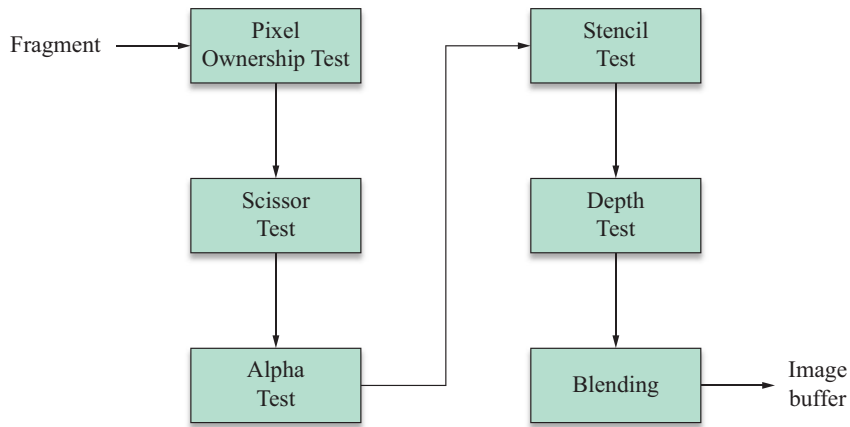 Fragment
Pixel
Ownership Test
Scissor
Test
Alpha
Test
Stencil
Test
Depth
Test
Blending
Image
buffer